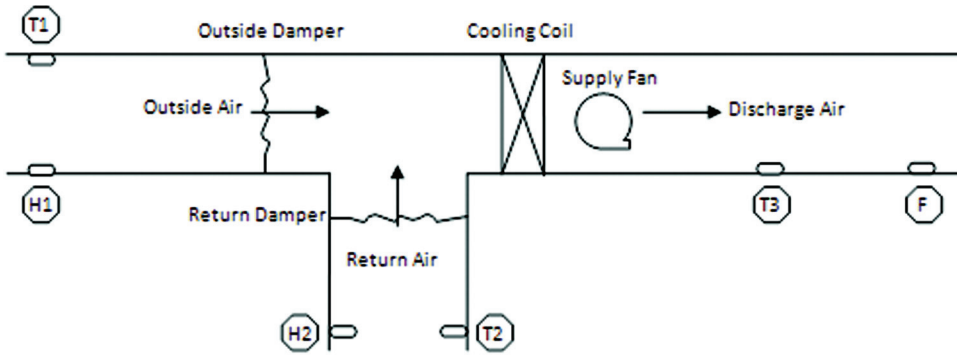 T1
Outside Damper
Cooling Coil
Supply Fan
Outside Air
Discharge Air
H1
Return Damper
T3
F
Return Air
H2
T2